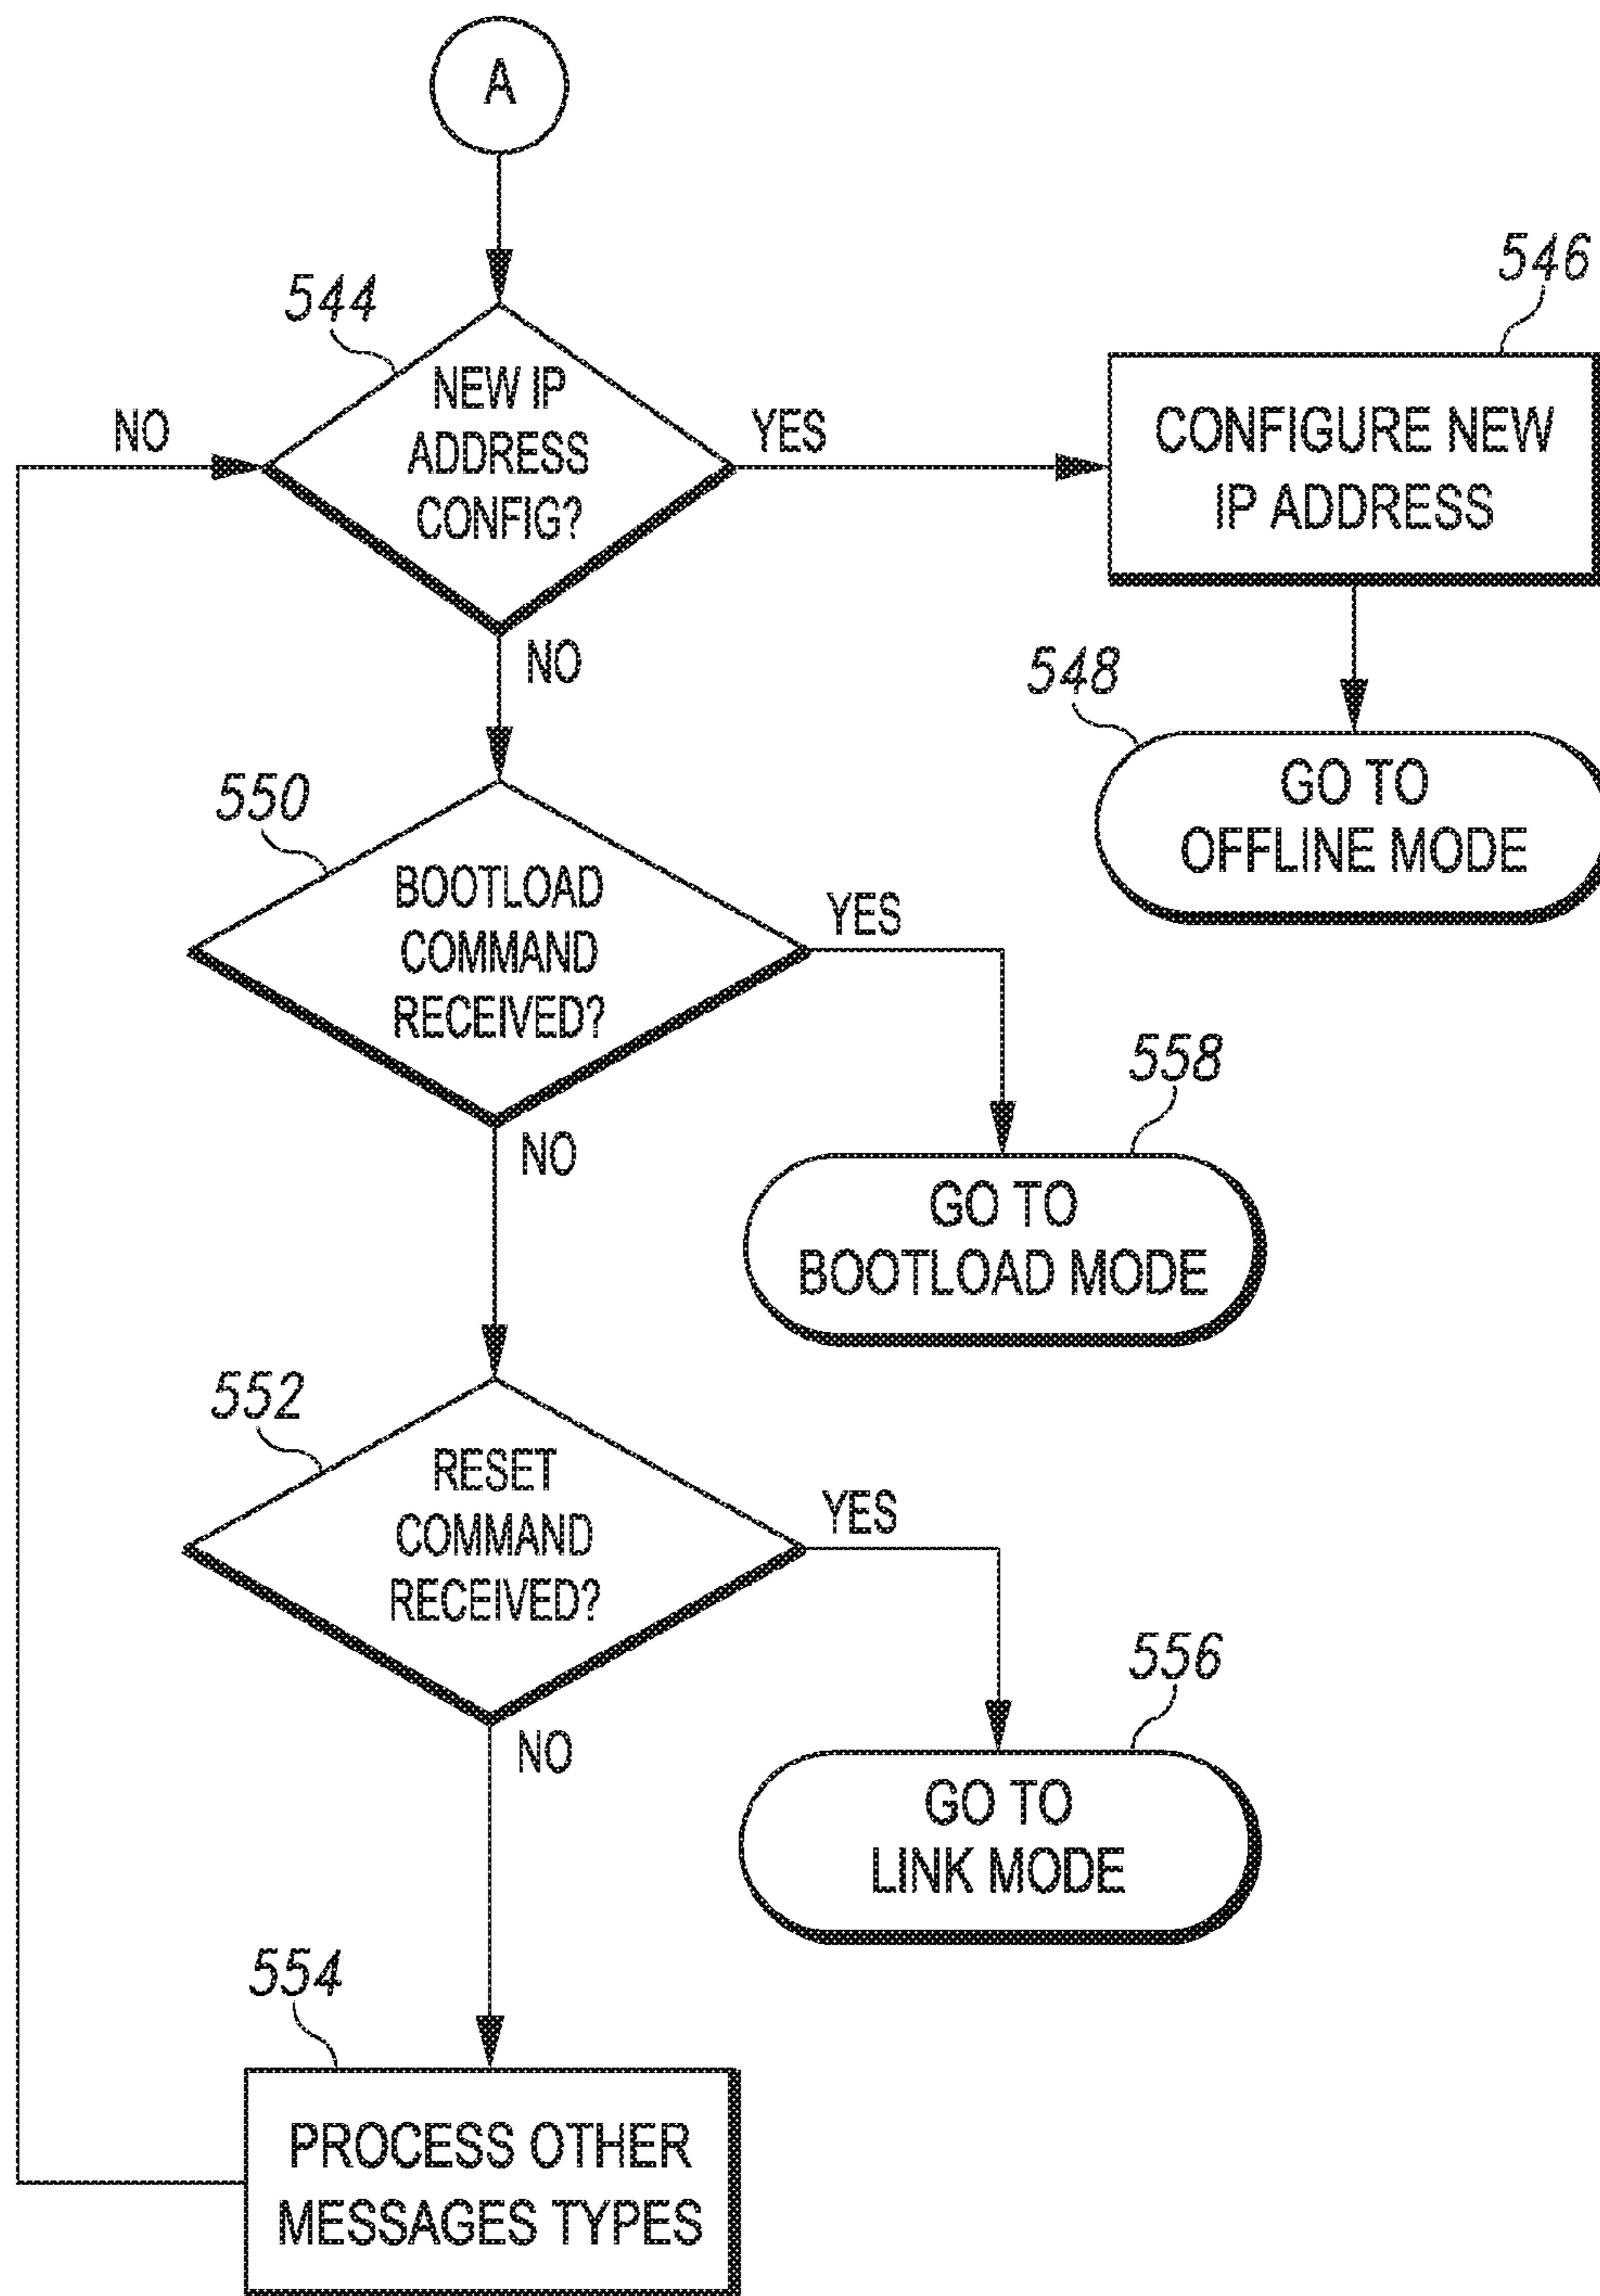 A
544
NEW IP
ADDRESS
CONFIG?
NO
YES
546
CONFIGURE NEW
IP ADDRESS
NO
548
GO TO
OFFLINE MODE
550
BOOTLOAD
COMMAND
RECEIVED?
YES
NO
558
GO TO
BOOTLOAD MODE
552
RESET
COMMAND
RECEIVED?
YES
NO
556
GO TO
LINK MODE
554
PROCESS OTHER
MESSAGES TYPES